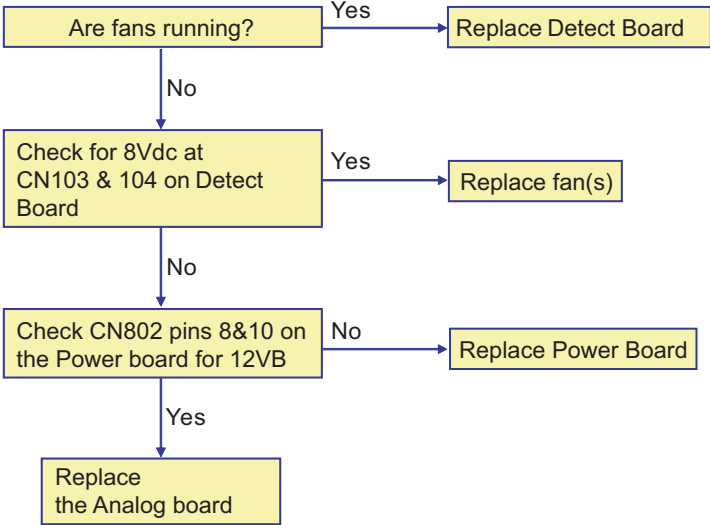 Are fans running?
Yes
Replace Detect Board
No
Check for 8Vdc at
CN103 & 104 on Detect
Board
Yes
Replace fan(s)
No
Check CN802 pins 8&10 on
the Power board for 12VB
No
Replace Power Board
Yes
Replace
the Analog board